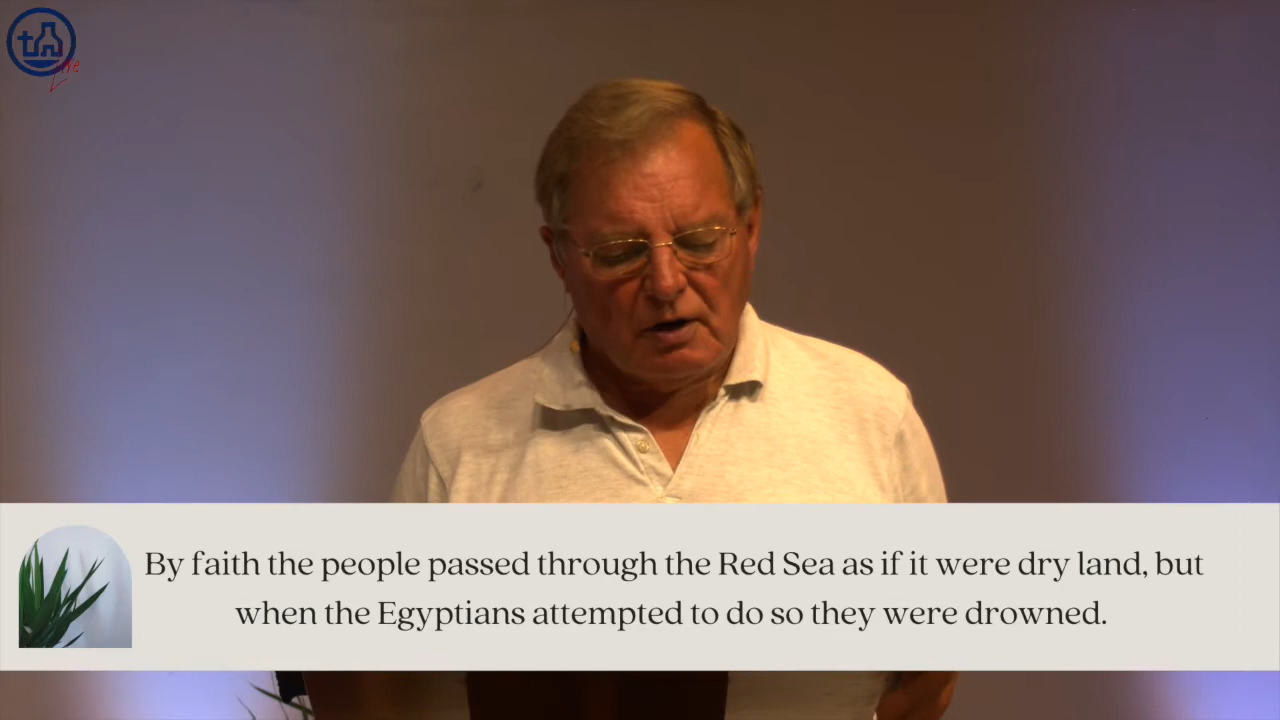 Live
By faith the people passed through the Red Sea as if it were dry land, but
when the Egyptians attempted to do so they were drowned.